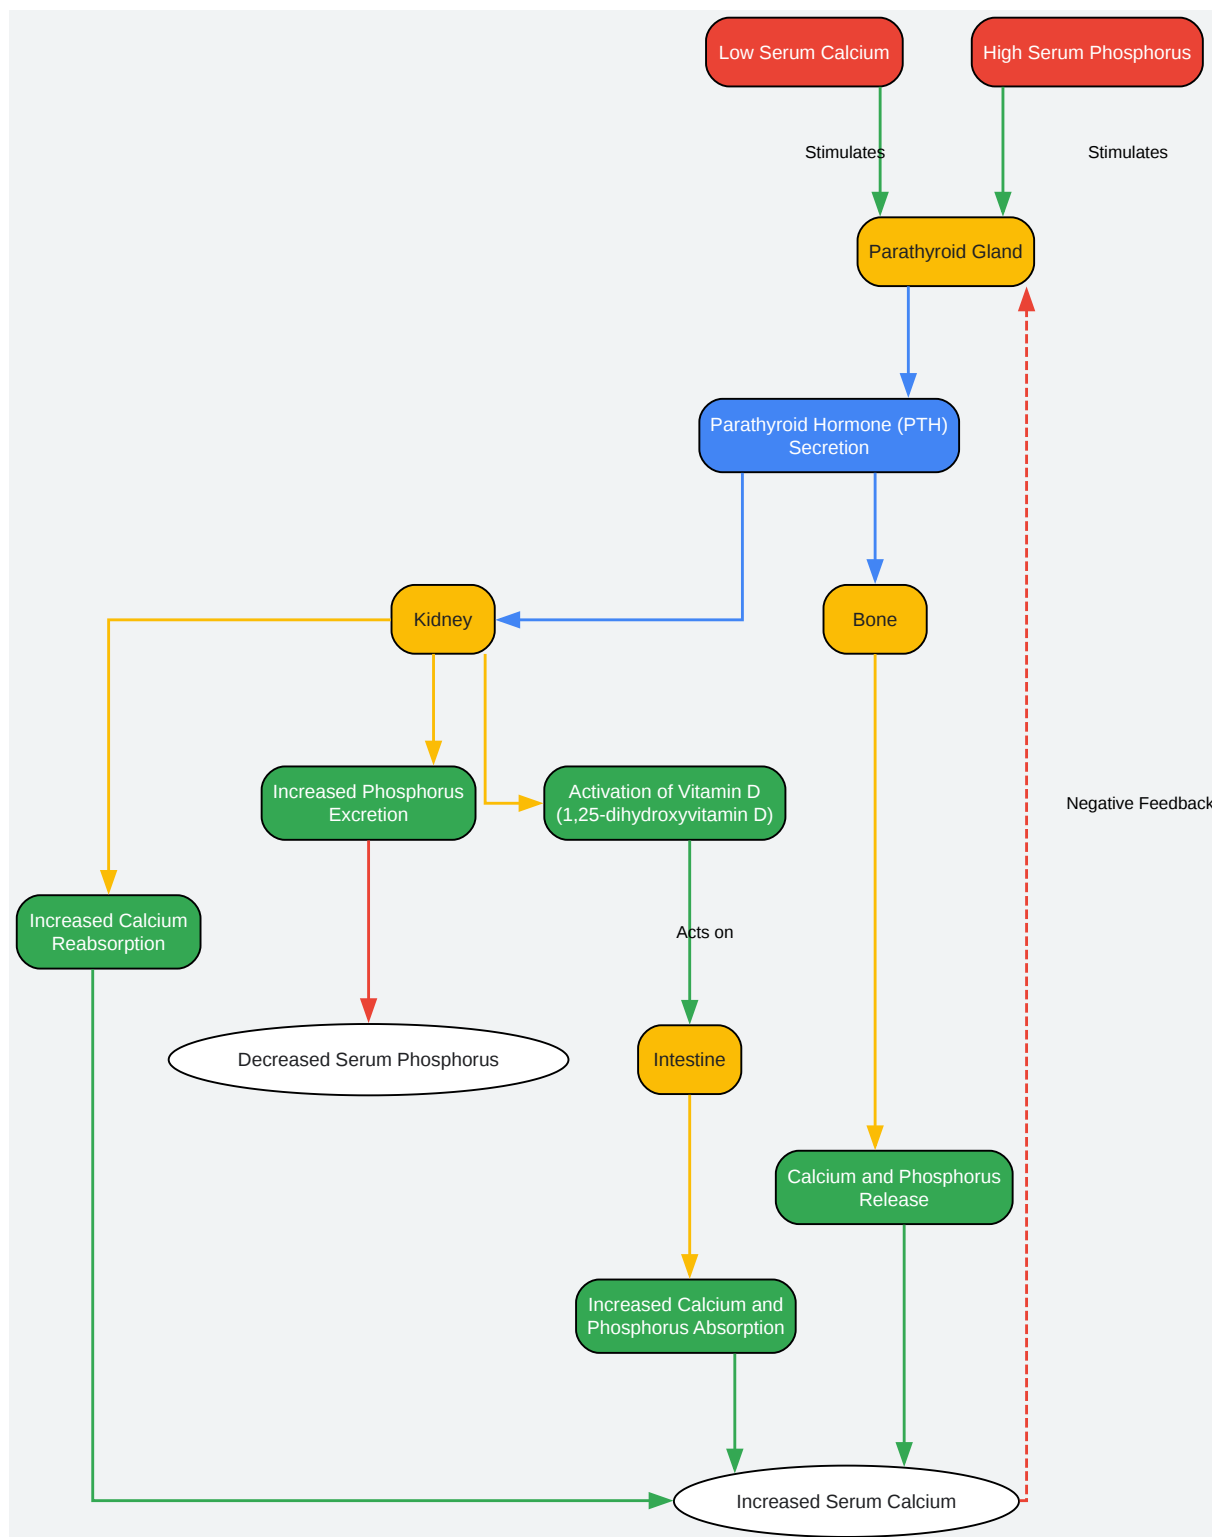 Low Serum Calcium
High Serum Phosphorus
Stimulates
Stimulates
Parathyroid Gland
Parathyroid Hormone (PTH)
Secretion
Kidney
Bone
Increased Phosphorus
Excretion
Activation of Vitamin D
(1,25-dihydroxyvitamin D)
Negative Feedback
Increased Calcium
Reabsorption
Acts on
Decreased Serum Phosphorus
Intestine
Calcium and Phosphorus
Release
Increased Calcium and
Phosphorus Absorption
Increased Serum Calcium